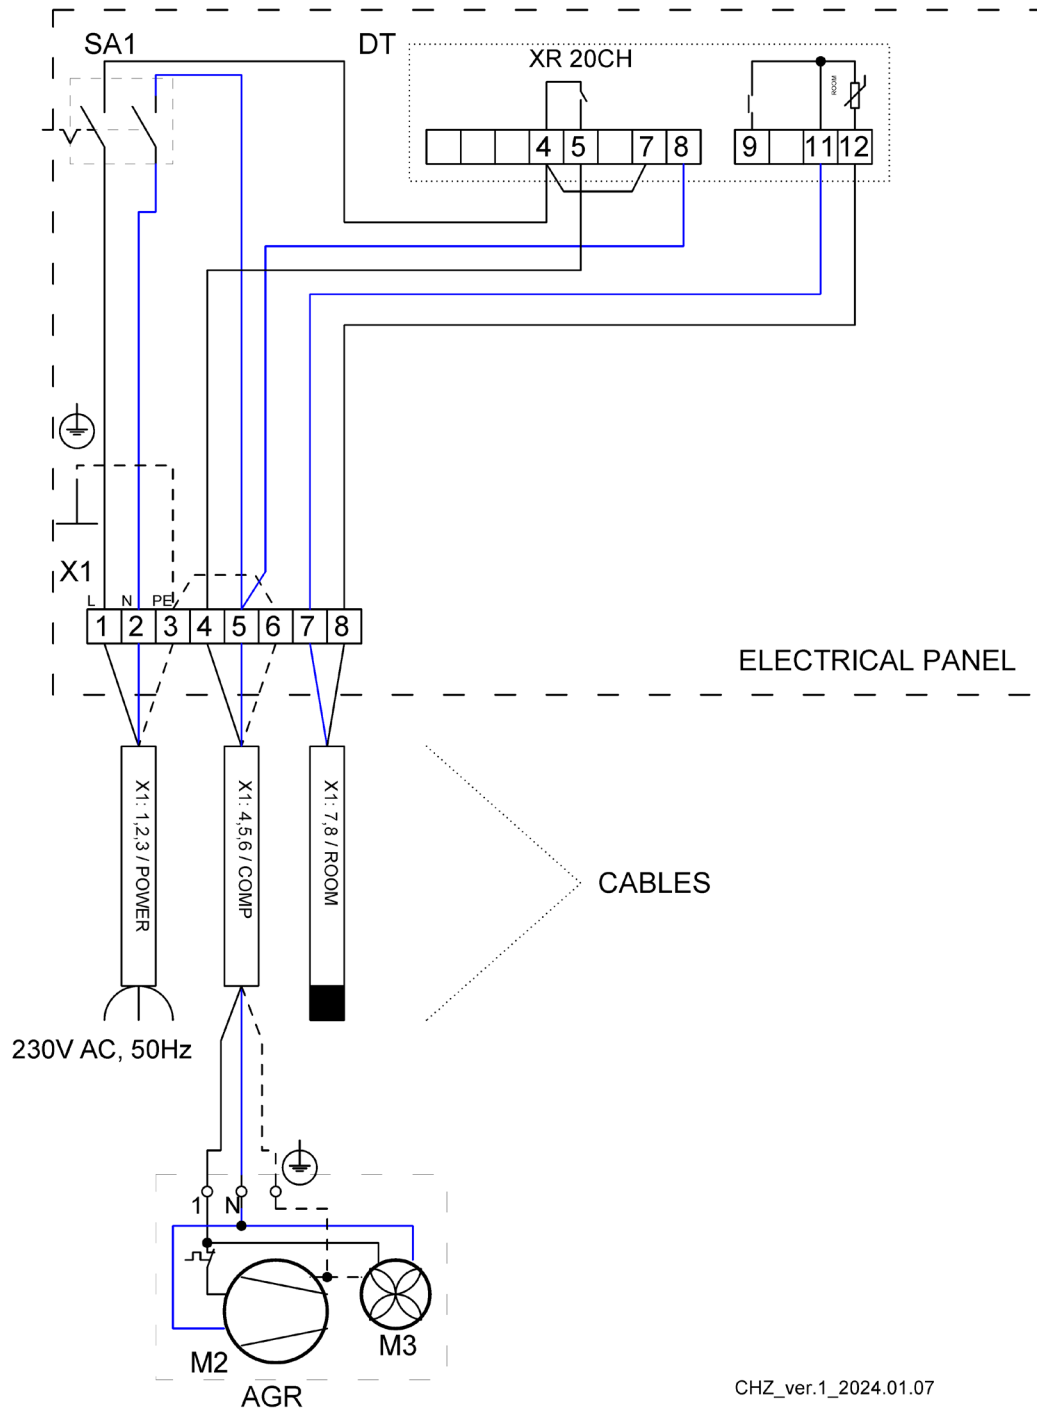 SA1
DT
XR 20CH
ROOM
4 5 7 8
9 11 12
X1
L N PE
1 2 3 4 5 6 7 8
ELECTRICAL PANEL
X1: 1,2,3 / POWER
X1: 4,5,6 / COMP
X1: 7,8 / ROOM
CABLES
230V AC, 50Hz
1 N
M2
M3
AGR
CHZ_ver.1_2024.01.07